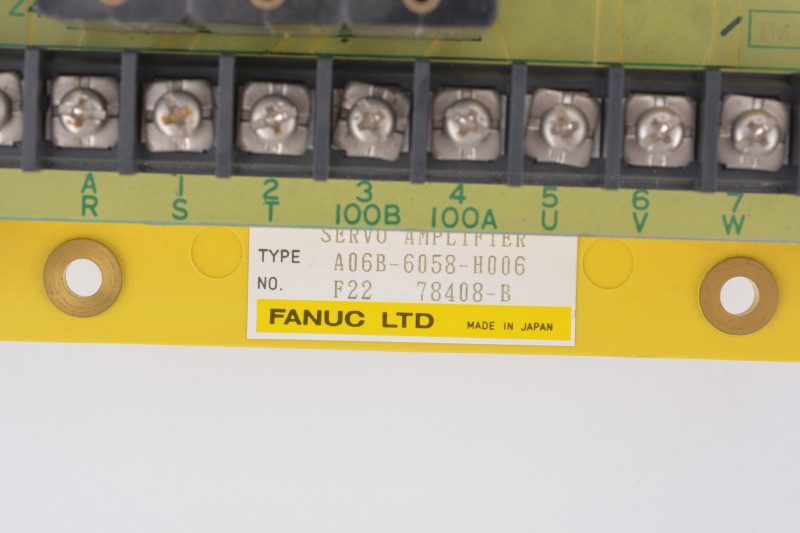 A 1 2 3 4 5 6 7
R S T 100B 100A U V W
SERVO AMPLIFIER
TYPE A06B-6058-H006
NO. F22 78408-B
FANUC LTD MADE IN JAPAN